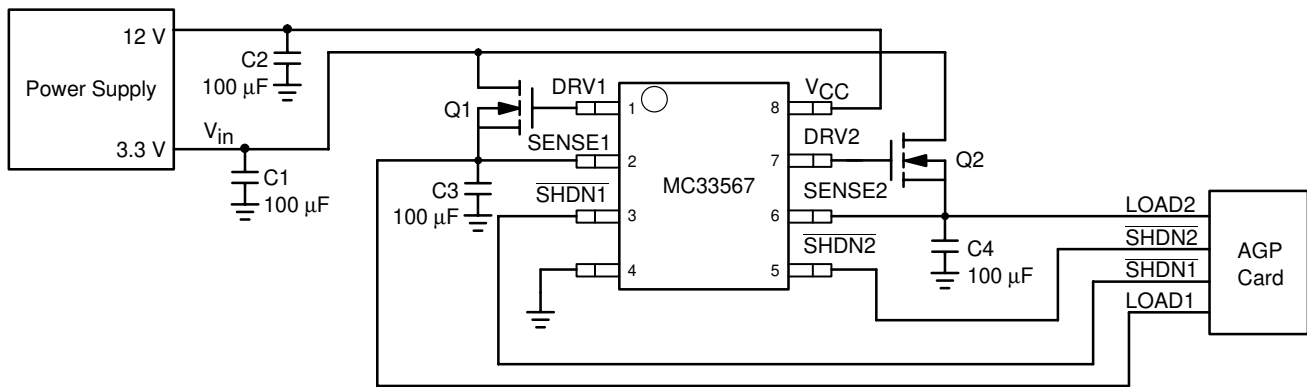 12 V
C2
100 μF
Power Supply
Vin
3.3 V
C1
100 μF
Q1
DRV1
SENSE1
C3
100 μF
SHDN1
1
2
3
4
MC33567
8
7
6
5
VCC
DRV2
Q2
SENSE2
SHDN2
C4
100 μF
LOAD2
SHDN2
SHDN1
LOAD1
AGP
Card